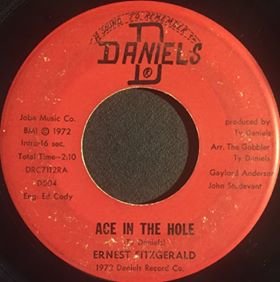 "A SOUND TO REMEMBER"
DANIELS
D
®
Jobn Music Co.
BMI © 1972
Intro-16 sec.
Total Time-2:10
DRC7112RA
D504
Eng. Ed Cody
produced by
Ty Daniels
Arr. The Gobbler
Ty Daniels
Gaylord Anderson
John Studevant
ACE IN THE HOLE
Daniels)
ERNEST FITZGERALD
1972 Daniels Record Co.